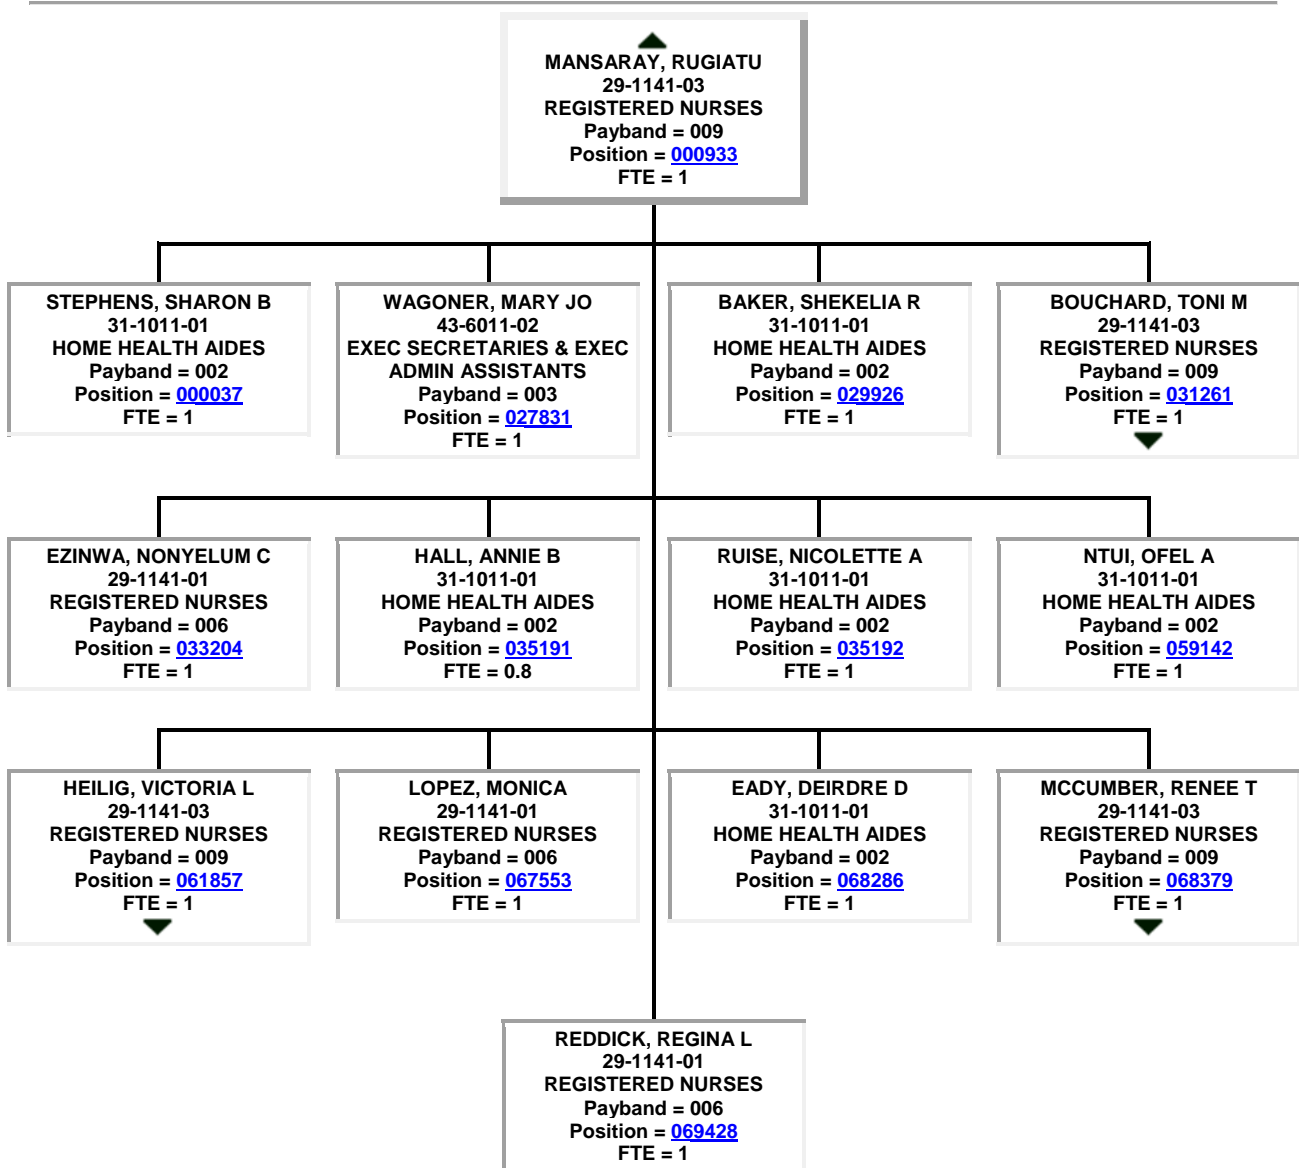 MANSARAY, RUGIATU
29-1141-03
REGISTERED NURSES
Payband = 009
Position = 000933
FTE = 1
STEPHENS, SHARON B
31-1011-01
HOME HEALTH AIDES
Payband = 002
Position = 000037
FTE = 1
WAGONER, MARY JO
43-6011-02
EXEC SECRETARIES & EXEC
ADMIN ASSISTANTS
Payband = 003
Position = 027831
FTE = 1
BAKER, SHEKELIA R
31-1011-01
HOME HEALTH AIDES
Payband = 002
Position = 029926
FTE = 1
BOUCHARD, TONI M
29-1141-03
REGISTERED NURSES
Payband = 009
Position = 031261
FTE = 1
EZINWA, NONYELUM C
29-1141-01
REGISTERED NURSES
Payband = 006
Position = 033204
FTE = 1
HALL, ANNIE B
31-1011-01
HOME HEALTH AIDES
Payband = 002
Position = 035191
FTE = 0.8
RUISE, NICOLETTE A
31-1011-01
HOME HEALTH AIDES
Payband = 002
Position = 035192
FTE = 1
NTUI, OFEL A
31-1011-01
HOME HEALTH AIDES
Payband = 002
Position = 059142
FTE = 1
HEILIG, VICTORIA L
29-1141-03
REGISTERED NURSES
Payband = 009
Position = 061857
FTE = 1
LOPEZ, MONICA
29-1141-01
REGISTERED NURSES
Payband = 006
Position = 067553
FTE = 1
EADY, DEIRDRE D
31-1011-01
HOME HEALTH AIDES
Payband = 002
Position = 068286
FTE = 1
MCCUMBER, RENEE T
29-1141-03
REGISTERED NURSES
Payband = 009
Position = 068379
FTE = 1
REDDICK, REGINA L
29-1141-01
REGISTERED NURSES
Payband = 006
Position = 069428
FTE = 1